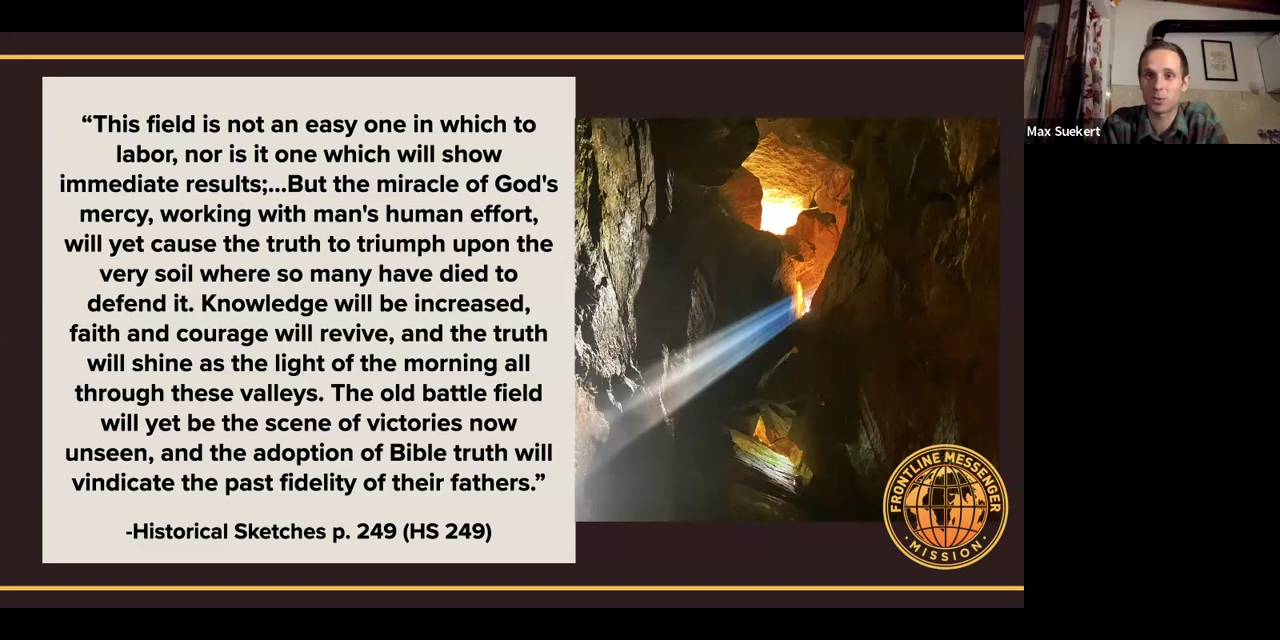 “This field is not an easy one in which to
labor, nor is it one which will show
immediate results;...But the miracle of God's
mercy, working with man's human effort,
will yet cause the truth to triumph upon the
very soil where so many have died to
defend it. Knowledge will be increased,
faith and courage will revive, and the truth
will shine as the light of the morning all
through these valleys. The old battle field
will yet be the scene of victories now
unseen, and the adoption of Bible truth will
vindicate the past fidelity of their fathers.”
-Historical Sketches p. 249 (HS 249)
FRONTLINE MESSENGER
· MISSION ·
Max Suekert